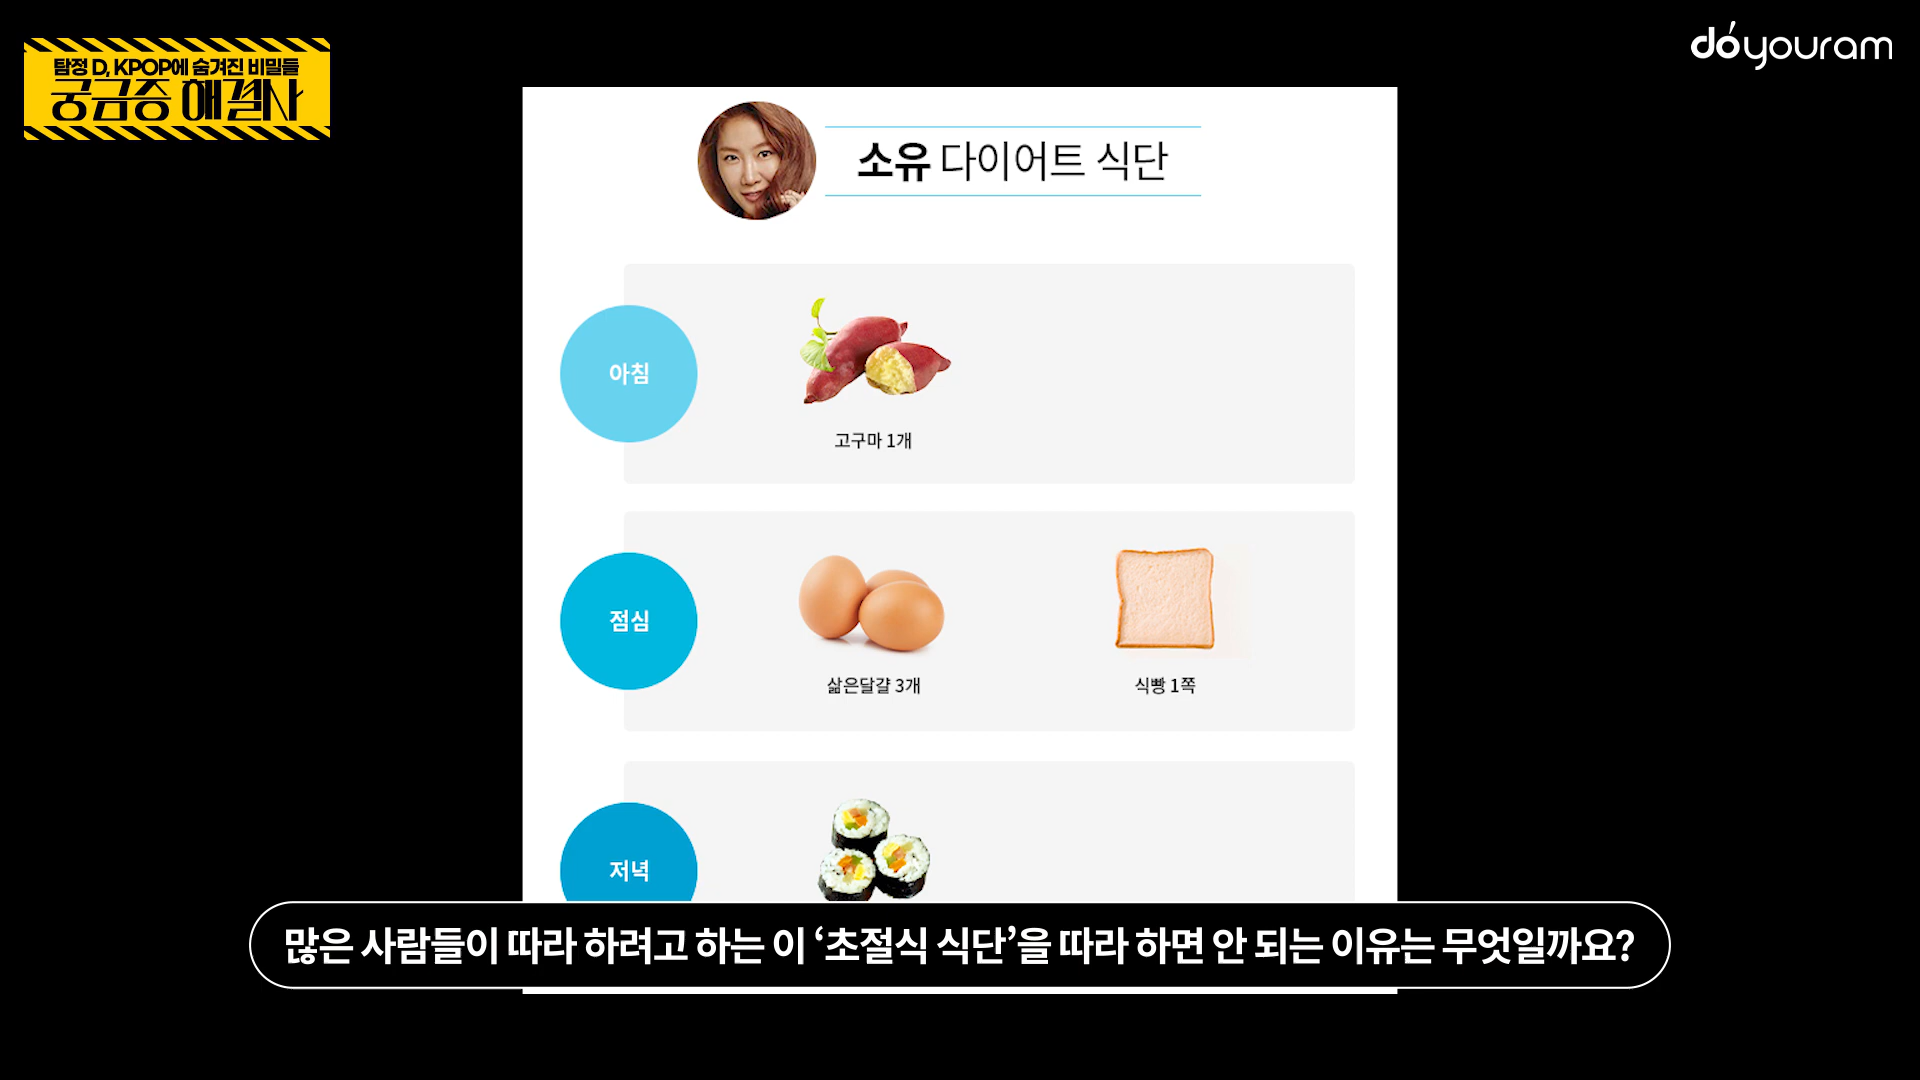 탐정 D, KPOP에 숨겨진 비밀들
궁금증 해결사
dóyouram
소유 다이어트 식단
아침
고구마 1개
점심
삶은달걀 3개
식빵 1쪽
저녁
많은 사람들이 따라 하려고 하는 이 ‘초절식 식단’을 따라 하면 안 되는 이유는 무엇일까요?